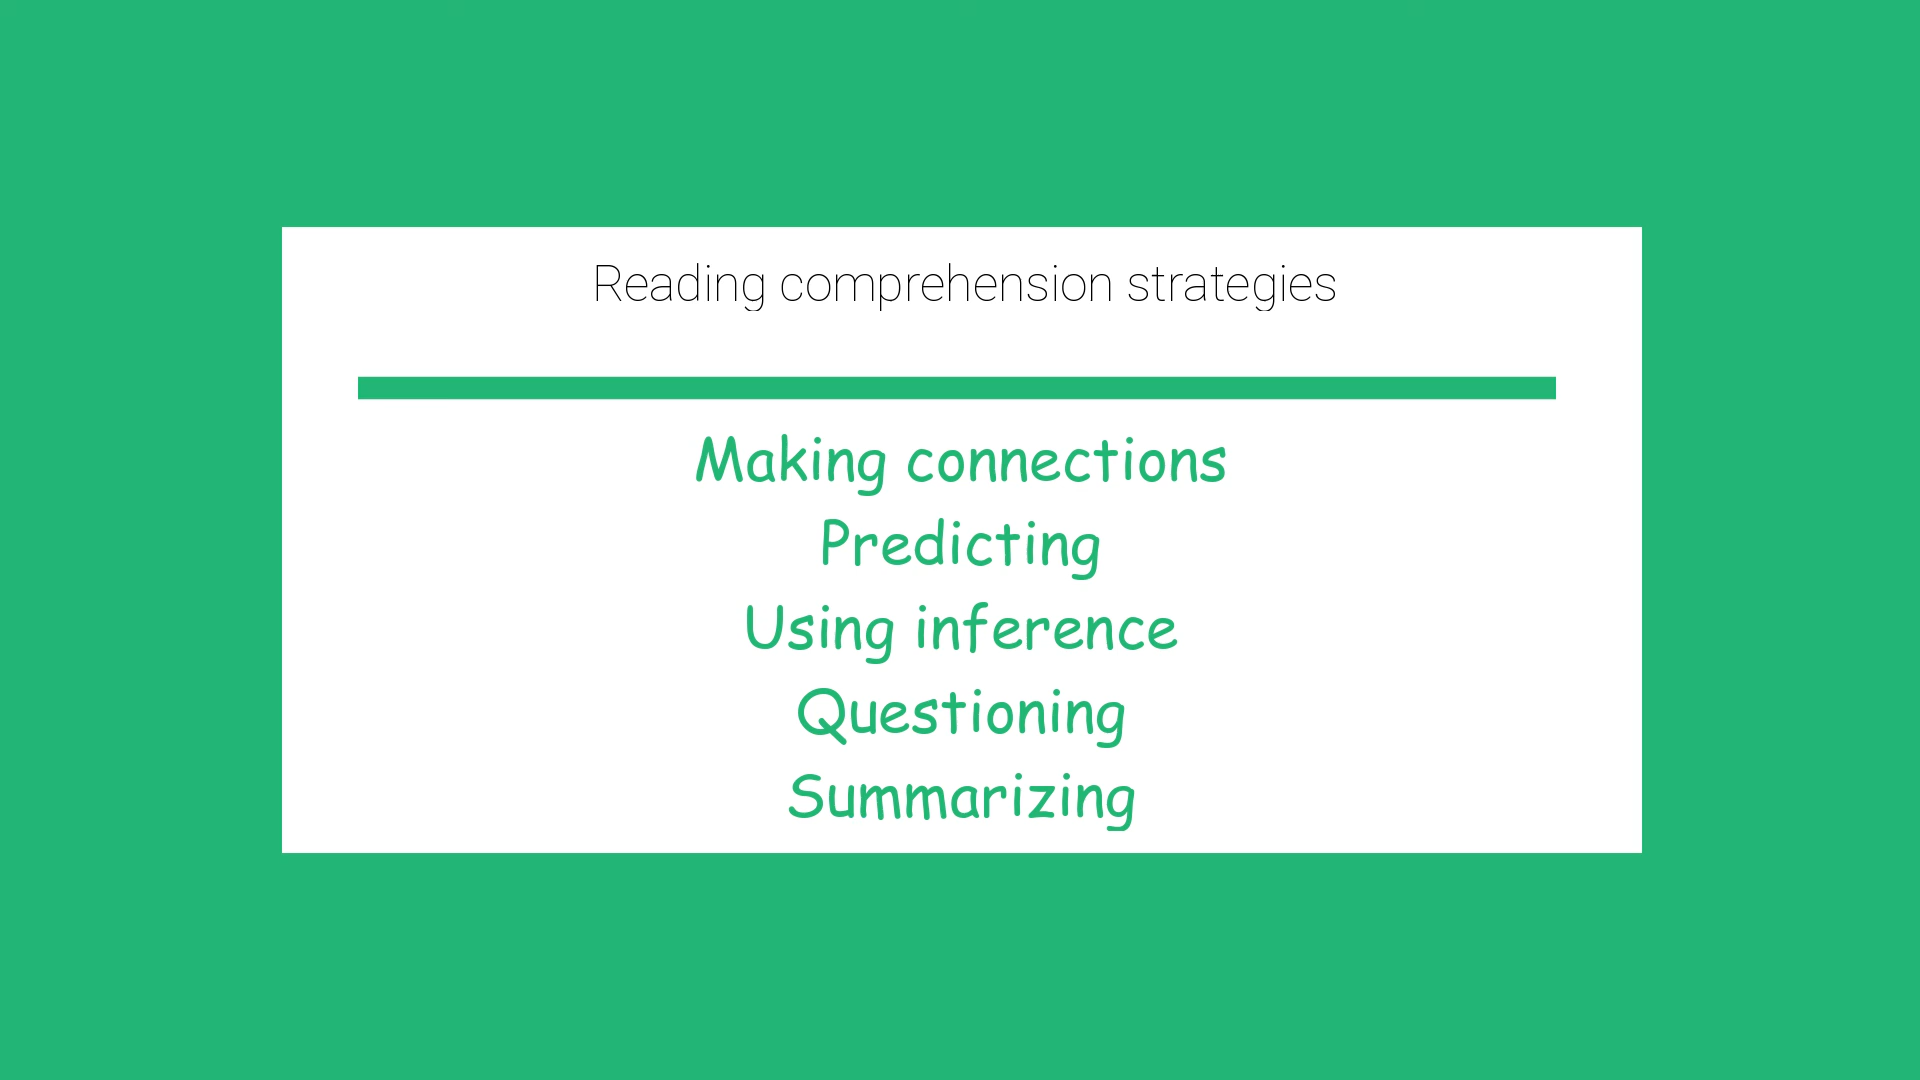 Reading comprehension strategies
Making connections
Predicting
Using inference
Questioning
Summarizing